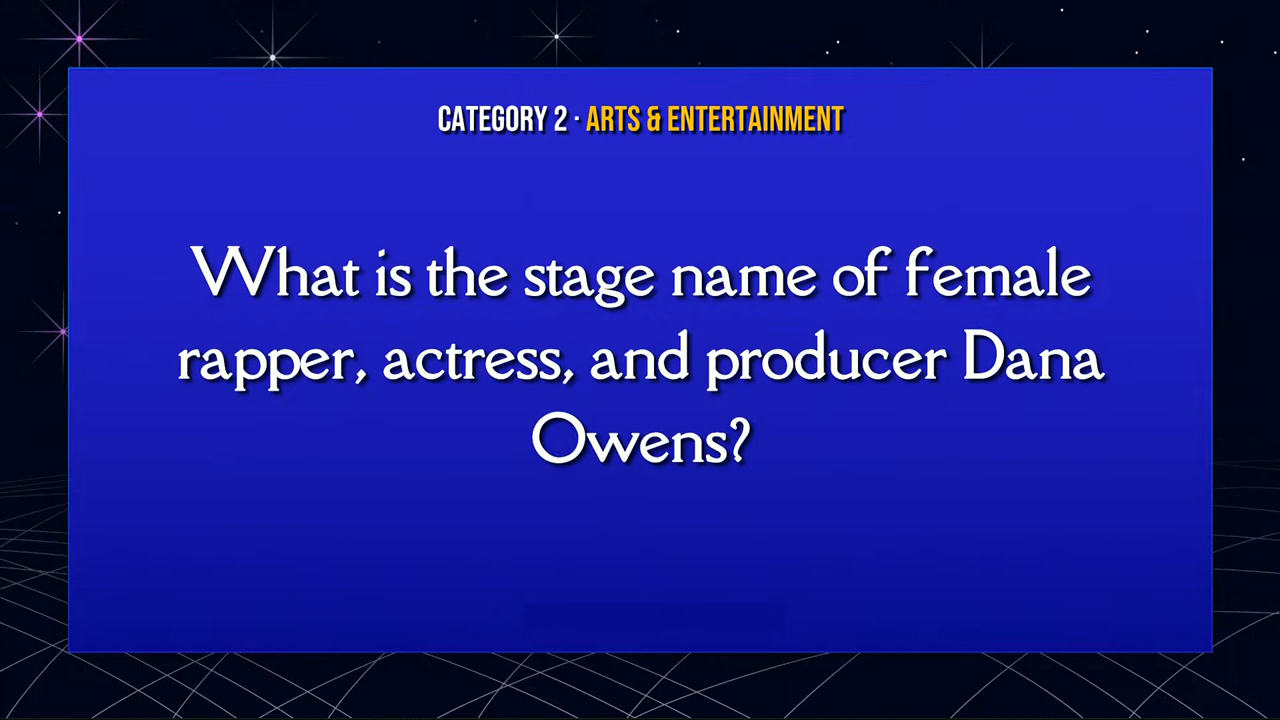 CATEGORY 2 · ARTS & ENTERTAINMENT
What is the stage name of female
rapper, actress, and producer Dana
Owens?